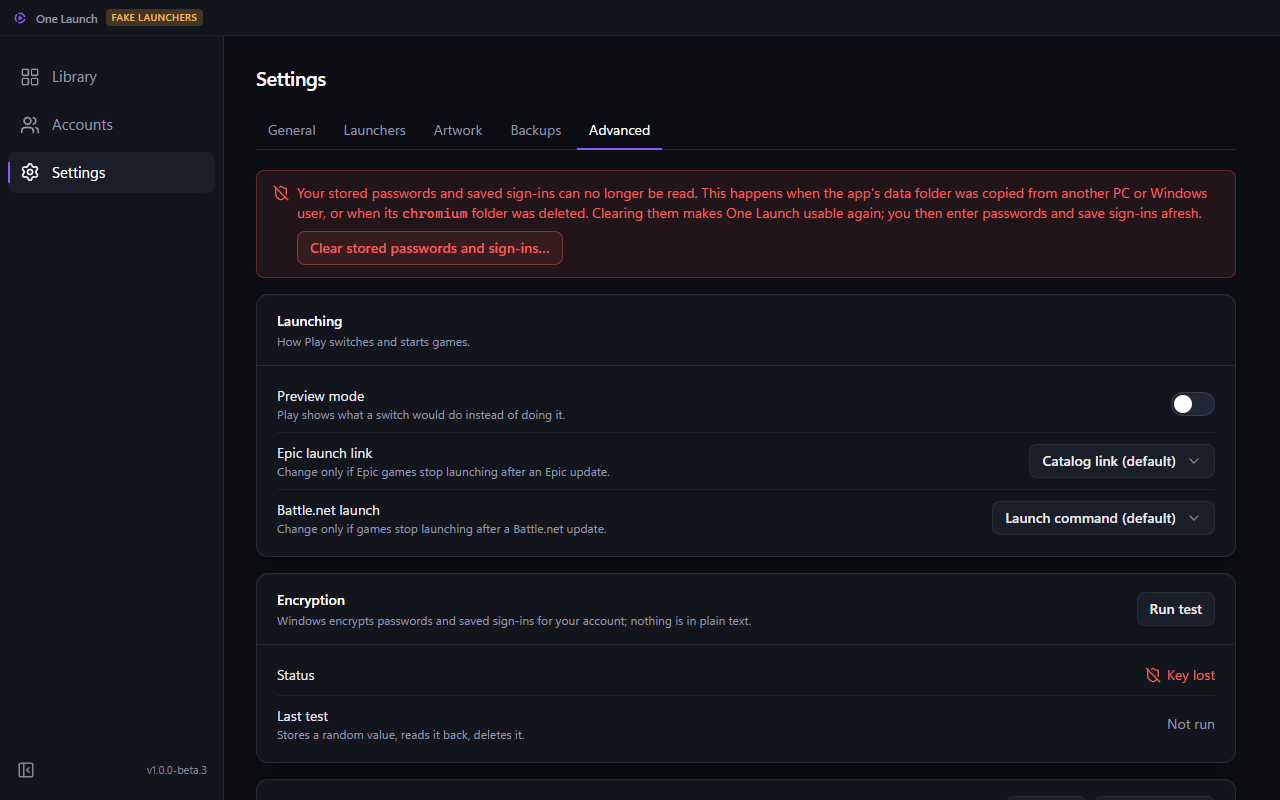 One Launch FAKE LAUNCHERS
Library
Accounts
Settings
v1.0.0-beta.3
Settings
General Launchers Artwork Backups Advanced
Your stored passwords and saved sign-ins can no longer be read. This happens when the app's data folder was copied from another PC or Windows
user, or when its chromium folder was deleted. Clearing them makes One Launch usable again; you then enter passwords and save sign-ins afresh.
Clear stored passwords and sign-ins...
Launching
How Play switches and starts games.
Preview mode
Play shows what a switch would do instead of doing it.
Epic launch link
Change only if Epic games stop launching after an Epic update.
Catalog link (default)
Battle.net launch
Change only if games stop launching after a Battle.net update.
Launch command (default)
Encryption
Windows encrypts passwords and saved sign-ins for your account; nothing is in plain text.
Run test
Status
Key lost
Last test
Stores a random value, reads it back, deletes it.
Not run